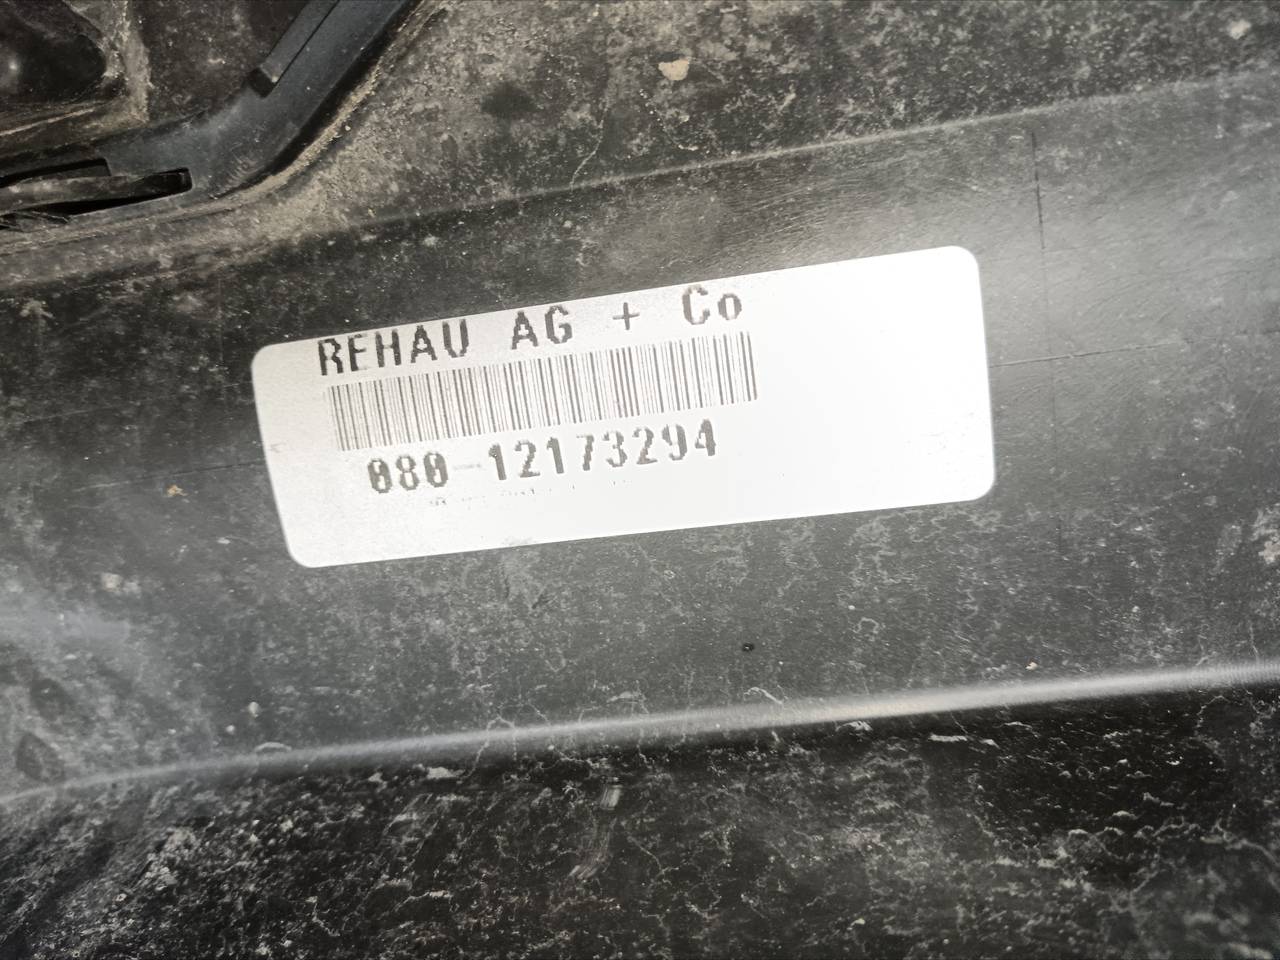 REHAU AG + Co
080-12173294